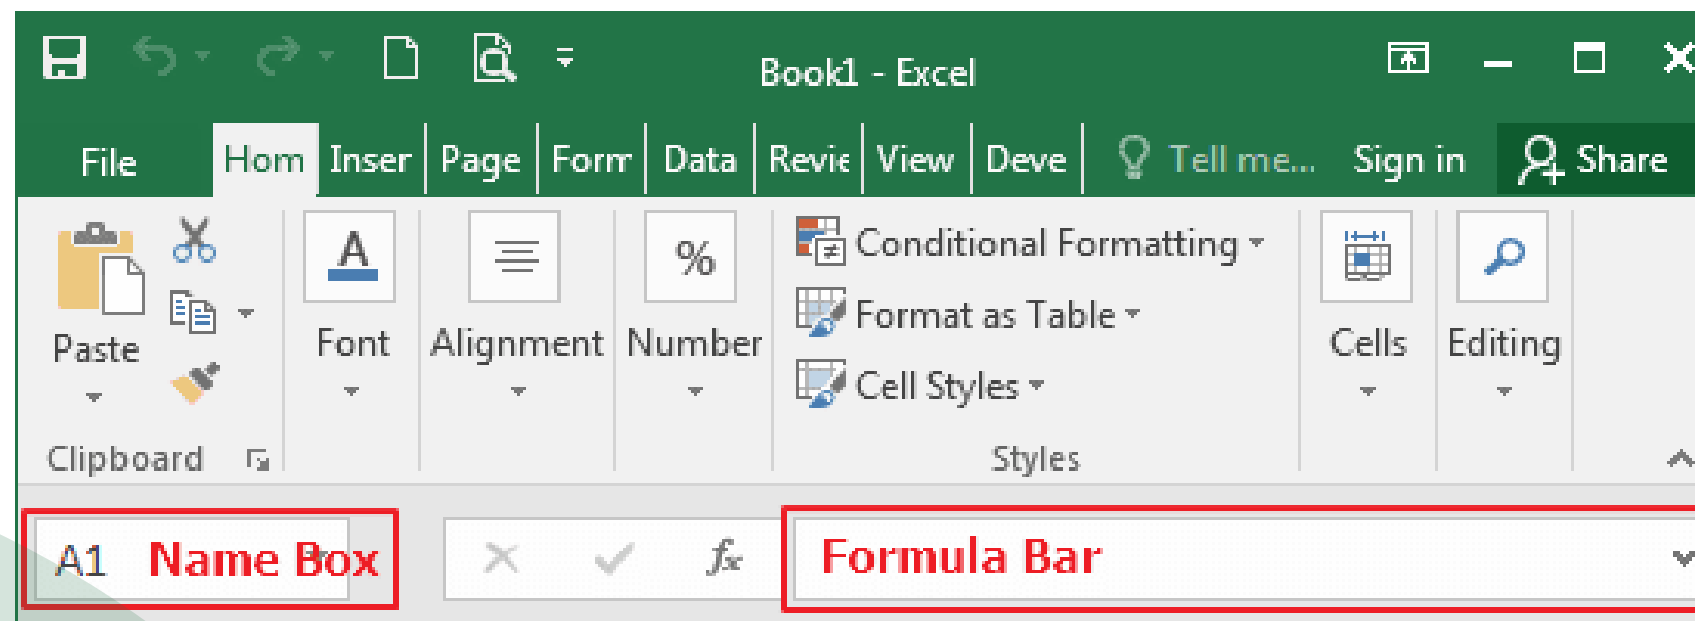 Book1 - Excel
File Hom Inser Page Form Data Revie View Deve Tell me... Sign in Share
A % Conditional Formatting
Format as Table
Paste Font Alignment Number Cells Editing
Cell Styles
Clipboard Styles
A1 Name Box fx Formula Bar